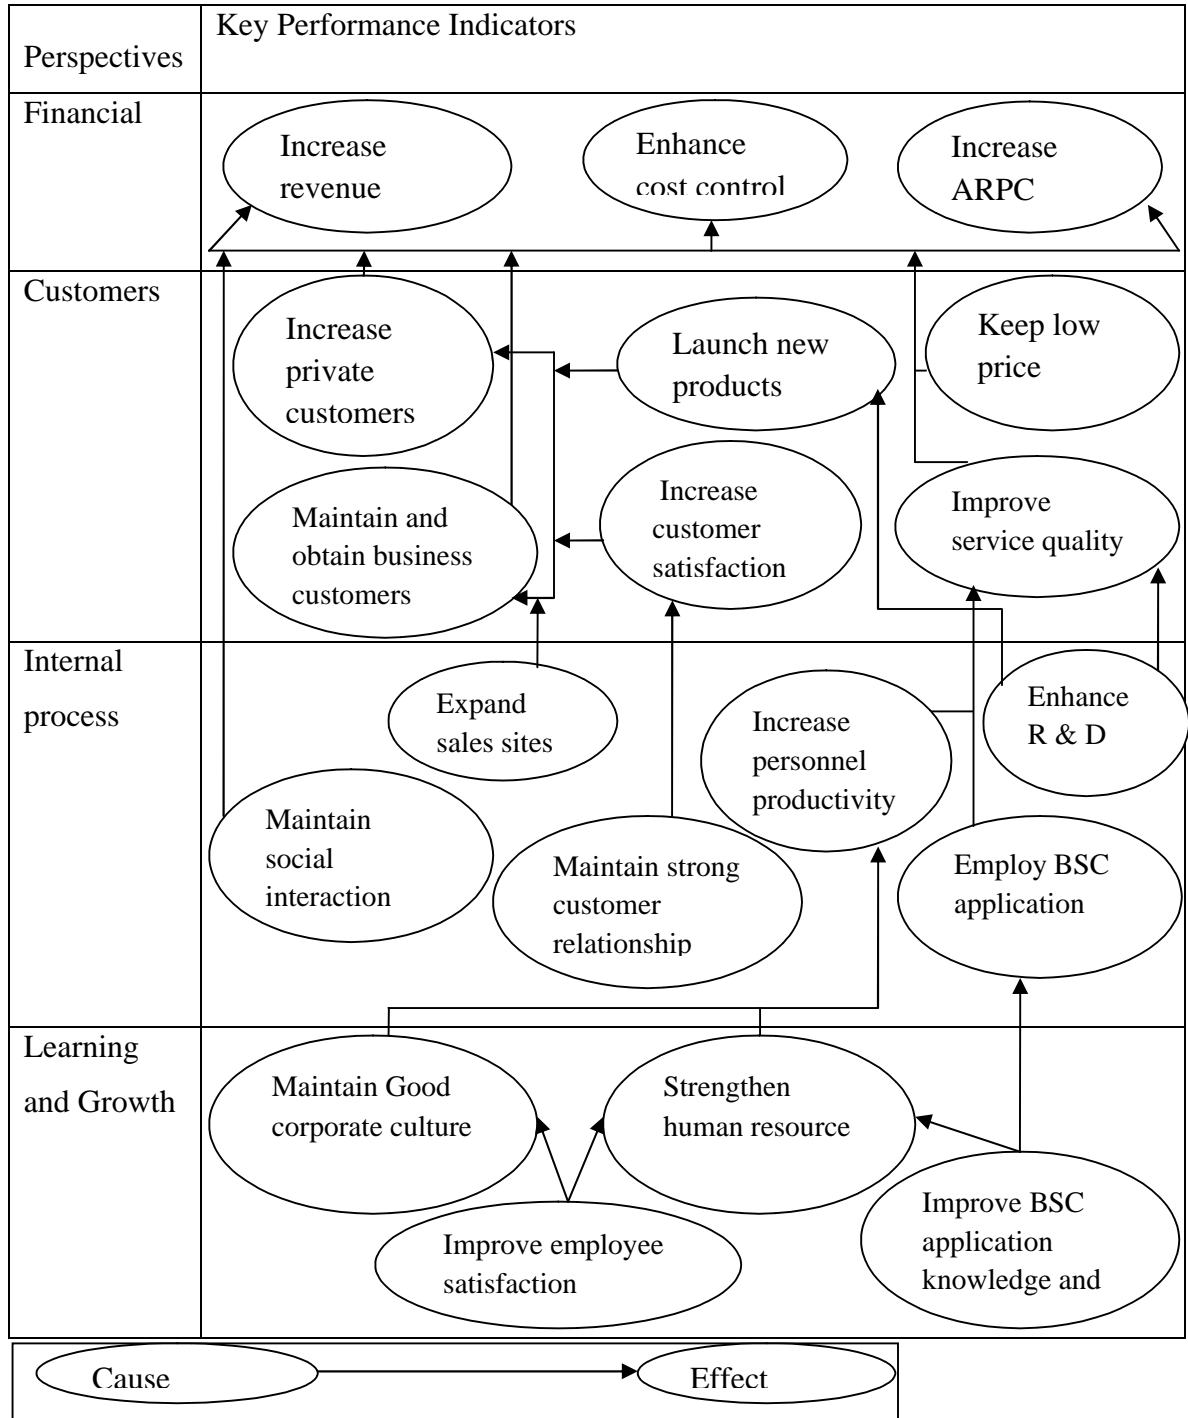 Key Performance Indicators
Perspectives
Financial
Increase
revenue
Enhance
cost control
Increase
ARPC
Customers
Increase
private
customers
Launch new
products
Keep low
price
Maintain and
obtain business
customers
Increase
customer
satisfaction
Improve
service quality
Internal
process
Expand
sales sites
Increase
personnel
productivity
Enhance
R & D
Maintain
social
interaction
Maintain strong
customer
relationship
Employ BSC
application
Learning
and Growth
Maintain Good
corporate culture
Strengthen
human resource
Improve employee
satisfaction
Improve BSC
application
knowledge and
Cause
Effect